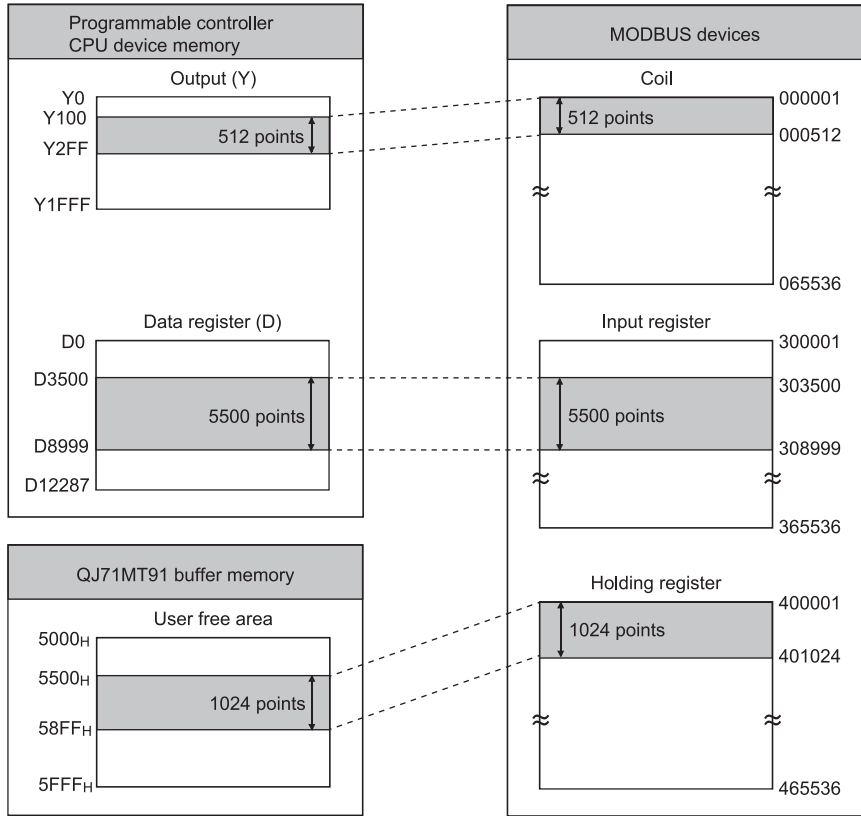 Programmable controller
CPU device memory
Output (Y)
Y0
Y100
512 points
Y2FF
Y1FFF
Data register (D)
D0
D3500
5500 points
D8999
D12287
QJ71MT91 buffer memory
User free area
5000H
5500H
1024 points
58FFH
5FFFH
MODBUS devices
Coil
000001
512 points
000512
065536
Input register
300001
303500
5500 points
308999
365536
Holding register
400001
1024 points
401024
465536